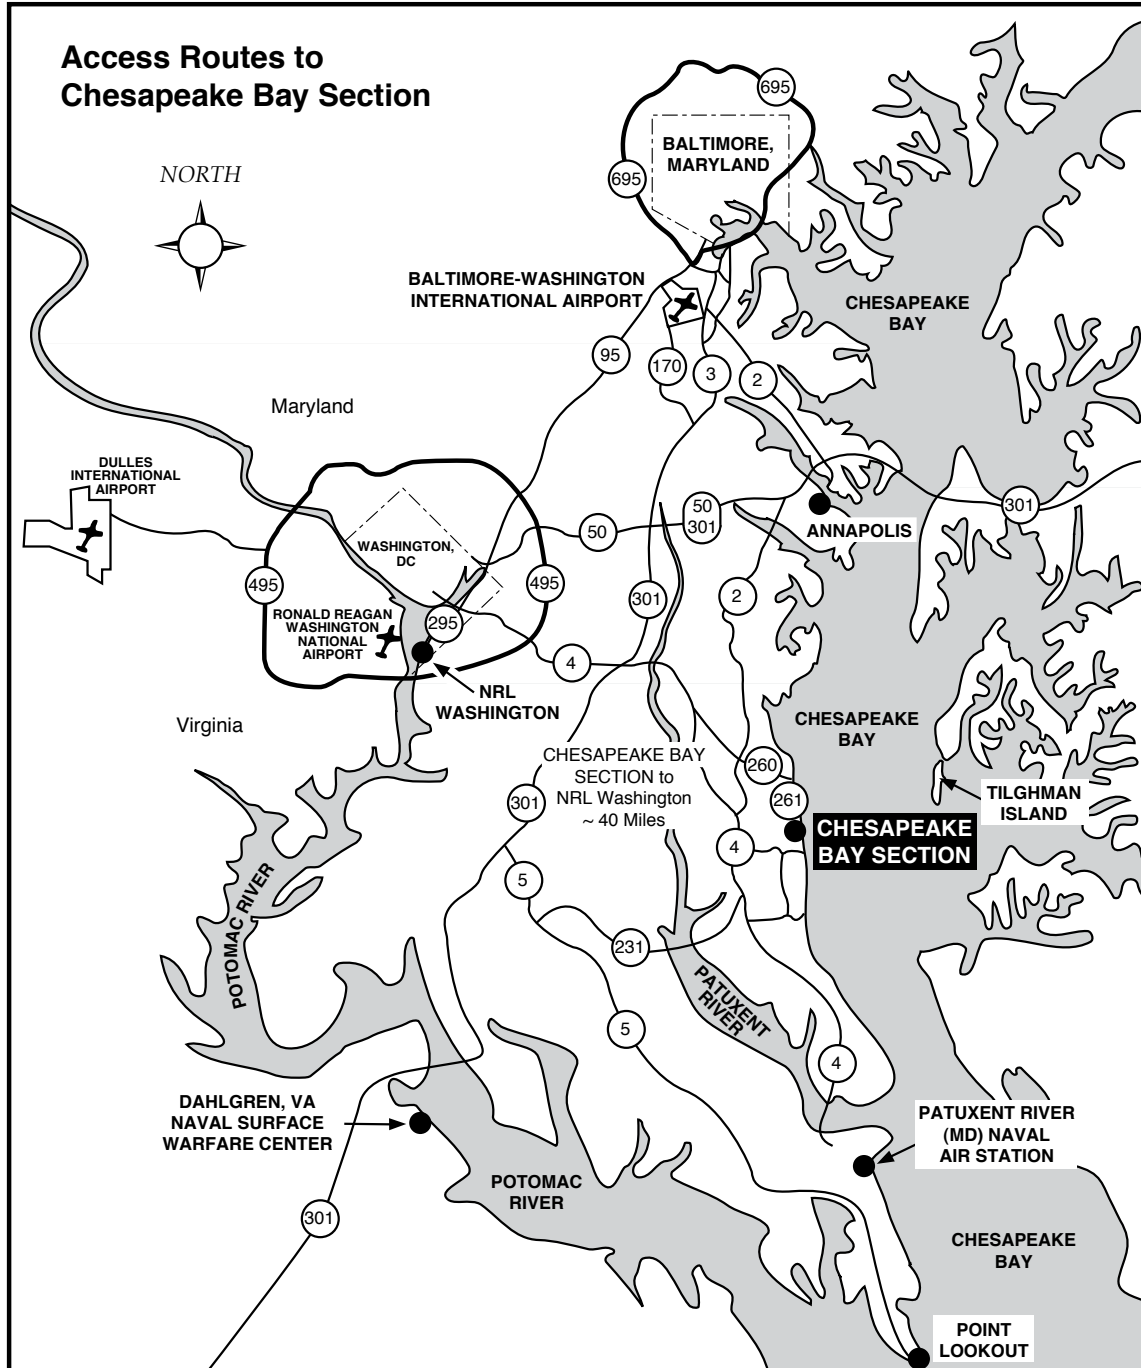 Access Routes to
Chesapeake Bay Section
NORTH
695
BALTIMORE,
MARYLAND
695
BALTIMORE-WASHINGTON
INTERNATIONAL AIRPORT
CHESAPEAKE
BAY
95
170
3
2
Maryland
DULLES
INTERNATIONAL
AIRPORT
50
50
301
301
ANNAPOLIS
WASHINGTON,
DC
495
495
301
2
RONALD REAGAN
WASHINGTON
NATIONAL
AIRPORT
295
4
NRL
WASHINGTON
Virginia
CHESAPEAKE
BAY
CHESAPEAKE BAY
SECTION to
NRL Washington
~ 40 Miles
260
261
301
TILGHMAN
ISLAND
CHESAPEAKE
BAY SECTION
4
5
POTOMAC RIVER
231
PATUXENT
RIVER
5
4
DAHLGREN, VA
NAVAL SURFACE
WARFARE CENTER
PATUXENT RIVER
(MD) NAVAL
AIR STATION
POTOMAC
RIVER
301
CHESAPEAKE
BAY
POINT
LOOKOUT